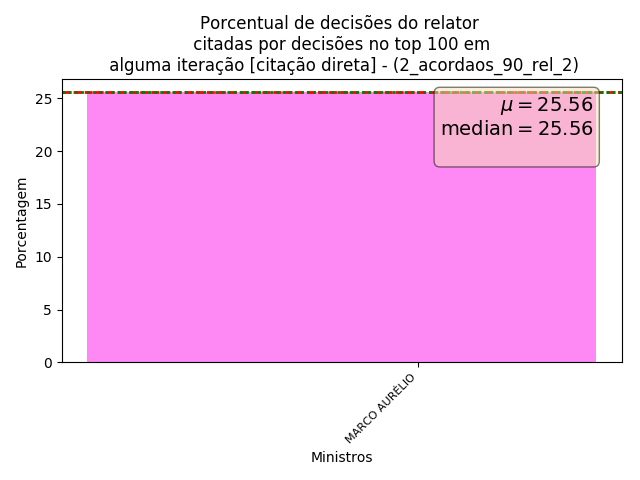 Porcentual de decisões do relator
citadas por decisões no top 100 em
alguma iteração [citação direta] - (2_acordaos_90_rel_2)
25
20
15
10
5
0
Porcentagem
μ = 25.56
median = 25.56
MARCO AURÉLIO
Ministros